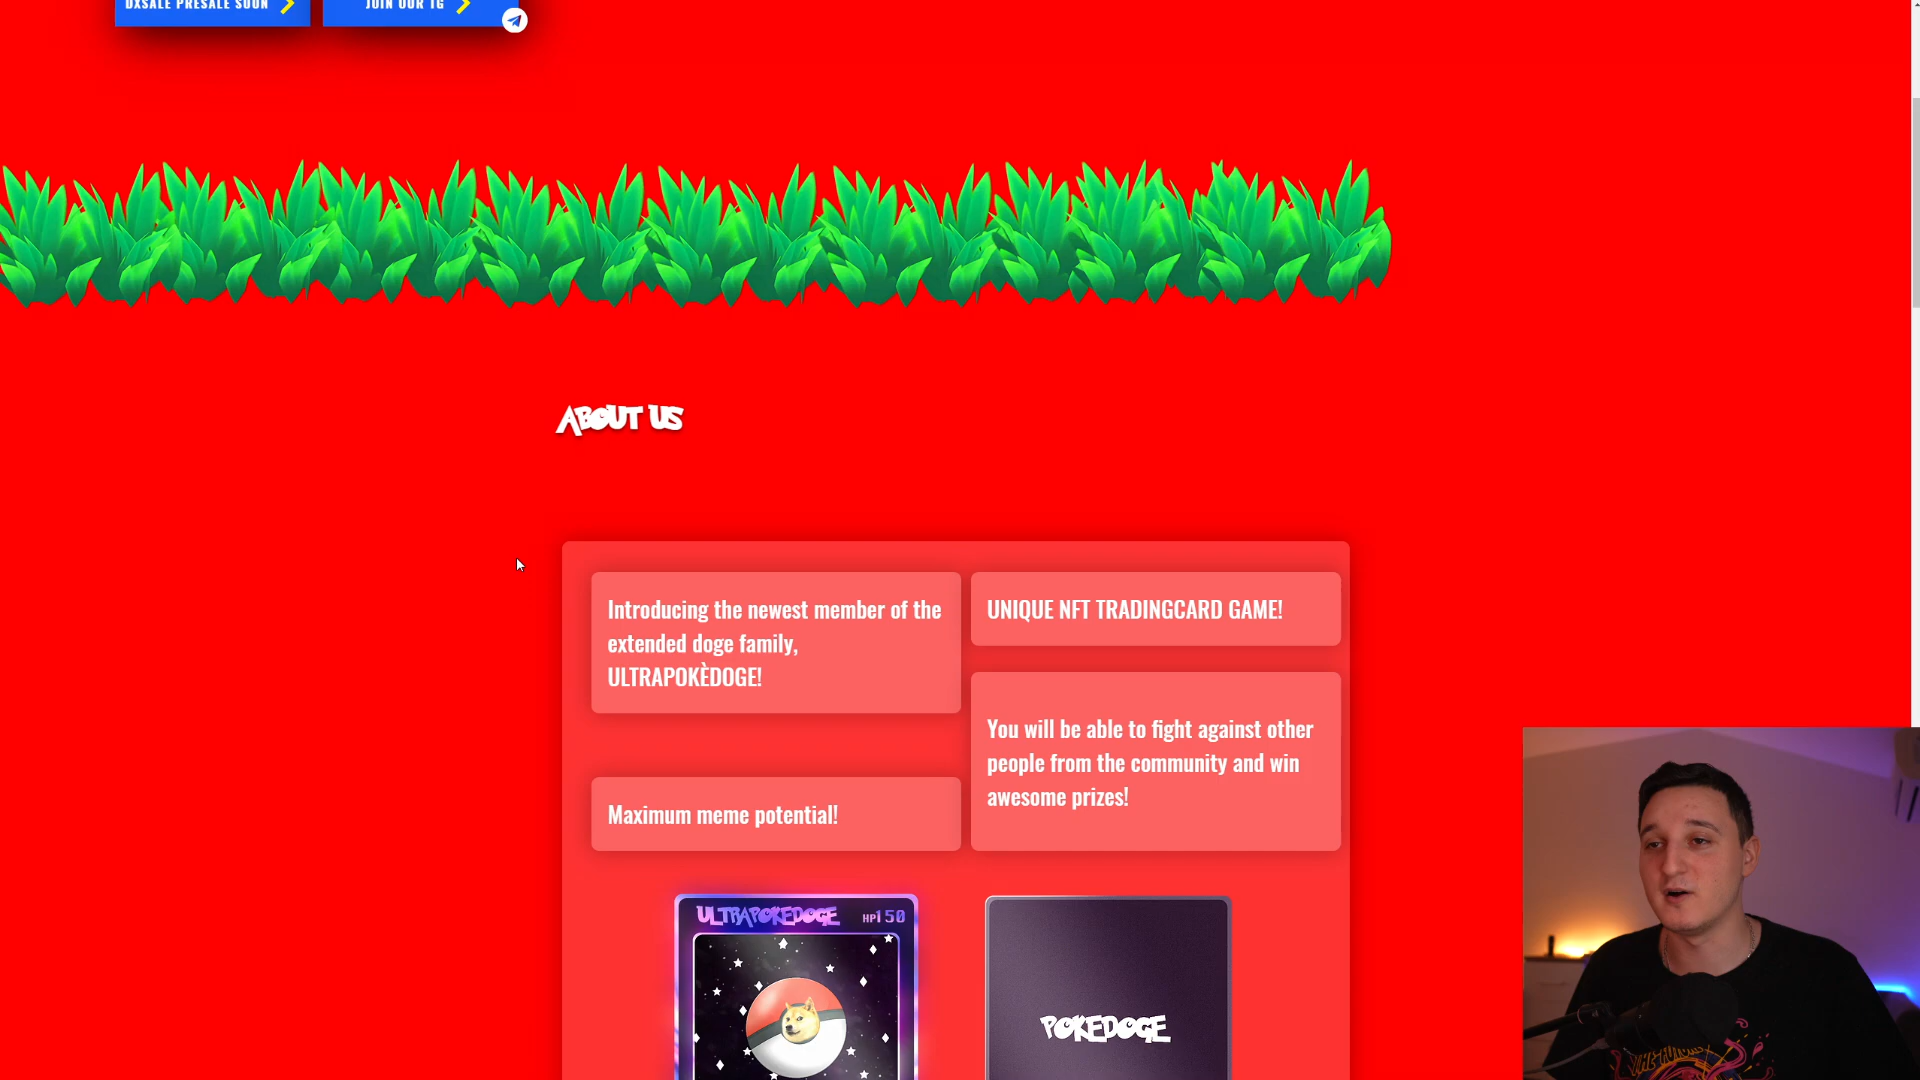 DXSALE PRESALE SOON
JOIN OUR TG
ABOUT US
Introducing the newest member of the
extended doge family,
ULTRAPOKÈDOGE!
Maximum meme potential!
UNIQUE NFT TRADINGCARD GAME!
You will be able to fight against other
people from the community and win
awesome prizes!
ULTRAPOKEDOGE HP150
POKEDOGE